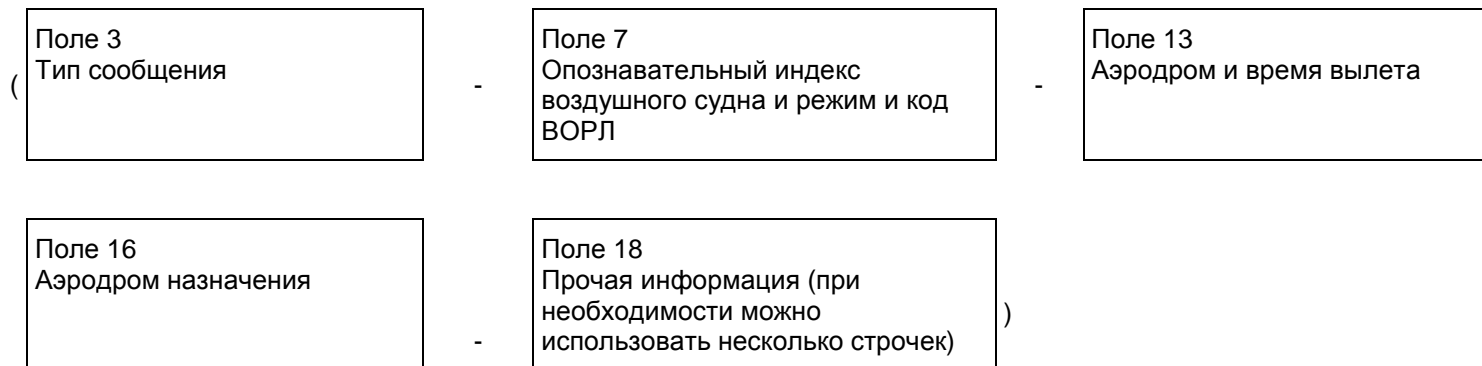 (
Поле 3
Тип сообщения
-
Поле 7
Опознавательный индекс
воздушного судна и режим и код
ВОРЛ
-
Поле 13
Аэродром и время вылета
Поле 16
Аэродром назначения
-
Поле 18
Прочая информация (при
необходимости можно
использовать несколько строчек)
)